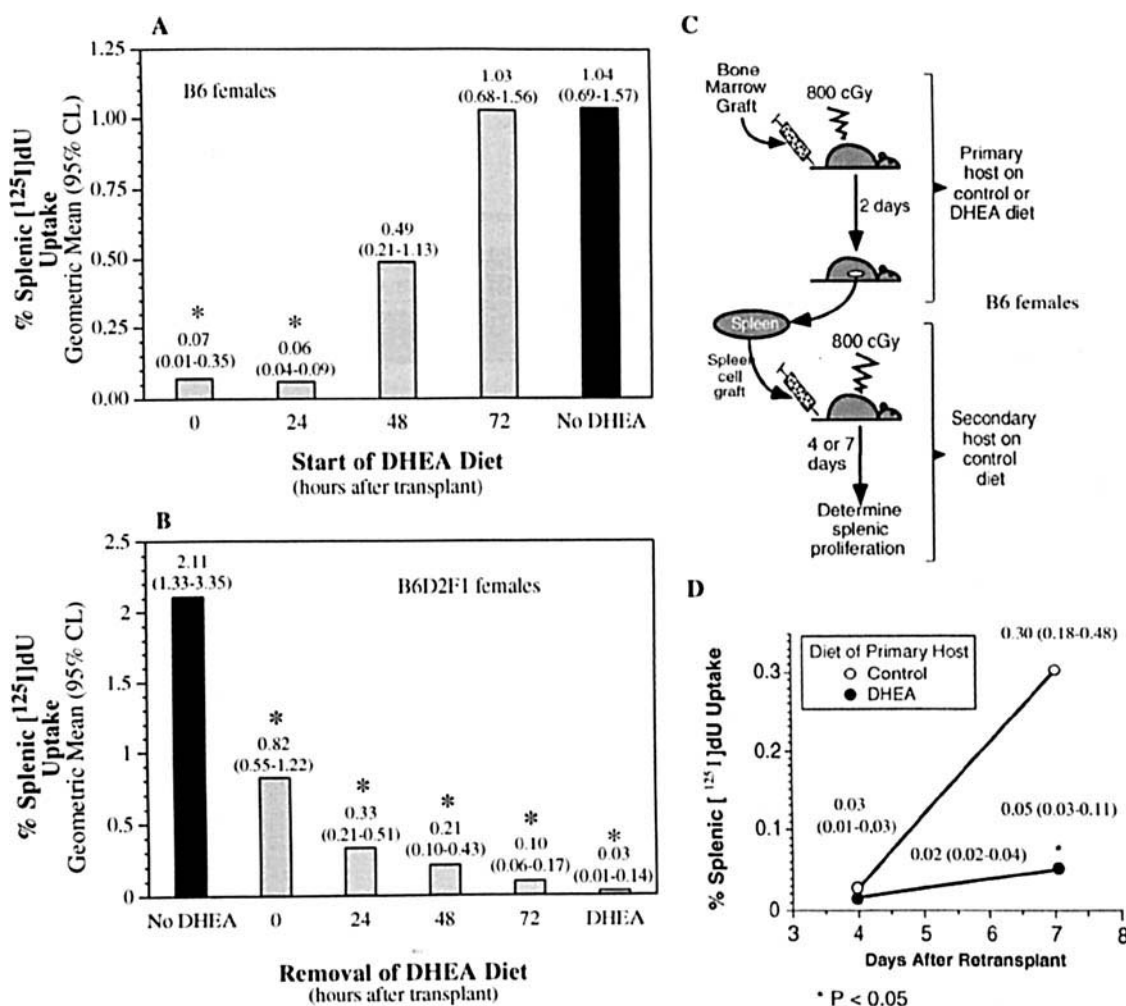 A
% Splenic [125I]dU
Uptake
Geometric Mean (95% CL)
1.25
1.00
0.75
0.50
0.25
0.00
B6 females
*
0.07
(0.01-0.35)
*
0.06
(0.04-0.09)
0.49
(0.21-1.13)
1.03
(0.68-1.56)
1.04
(0.69-1.57)
0 24 48 72 No DHEA
Start of DHEA Diet
(hours after transplant)
B
% Splenic [125I]dU
Uptake
Geometric Mean (95% CL)
2.5
2
1.5
1
0.5
0
B6D2F1 females
2.11
(1.33-3.35)
*
0.82
(0.55-1.22)
*
0.33
(0.21-0.51)
*
0.21
(0.10-0.43)
*
0.10
(0.06-0.17)
*
0.03
(0.01-0.14)
No DHEA 0 24 48 72 DHEA
Removal of DHEA Diet
(hours after transplant)
C
Bone
Marrow
Graft
800 cGy
2 days
Primary
host on
control or
DHEA diet
B6 females
Spleen
Spleen
cell
graft
800 cGy
4 or 7
days
Secondary
host on
control
diet
Determine
splenic
proliferation
D
% Splenic [125I]dU Uptake
0.3
0.2
0.1
0
Diet of Primary Host
Control
DHEA
0.30 (0.18-0.48)
0.03
(0.01-0.03)
0.05 (0.03-0.11)
*
0.02 (0.02-0.04)
3 4 5 6 7 8
Days After Retransplant
* P < 0.05